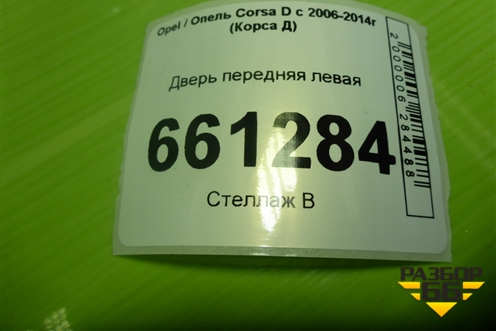 Opel / Опель Corsa D с 2006-2014г
(Корса Д)
Дверь передняя левая
661284
Стеллаж В
2000006284488
РАЗБОР
66